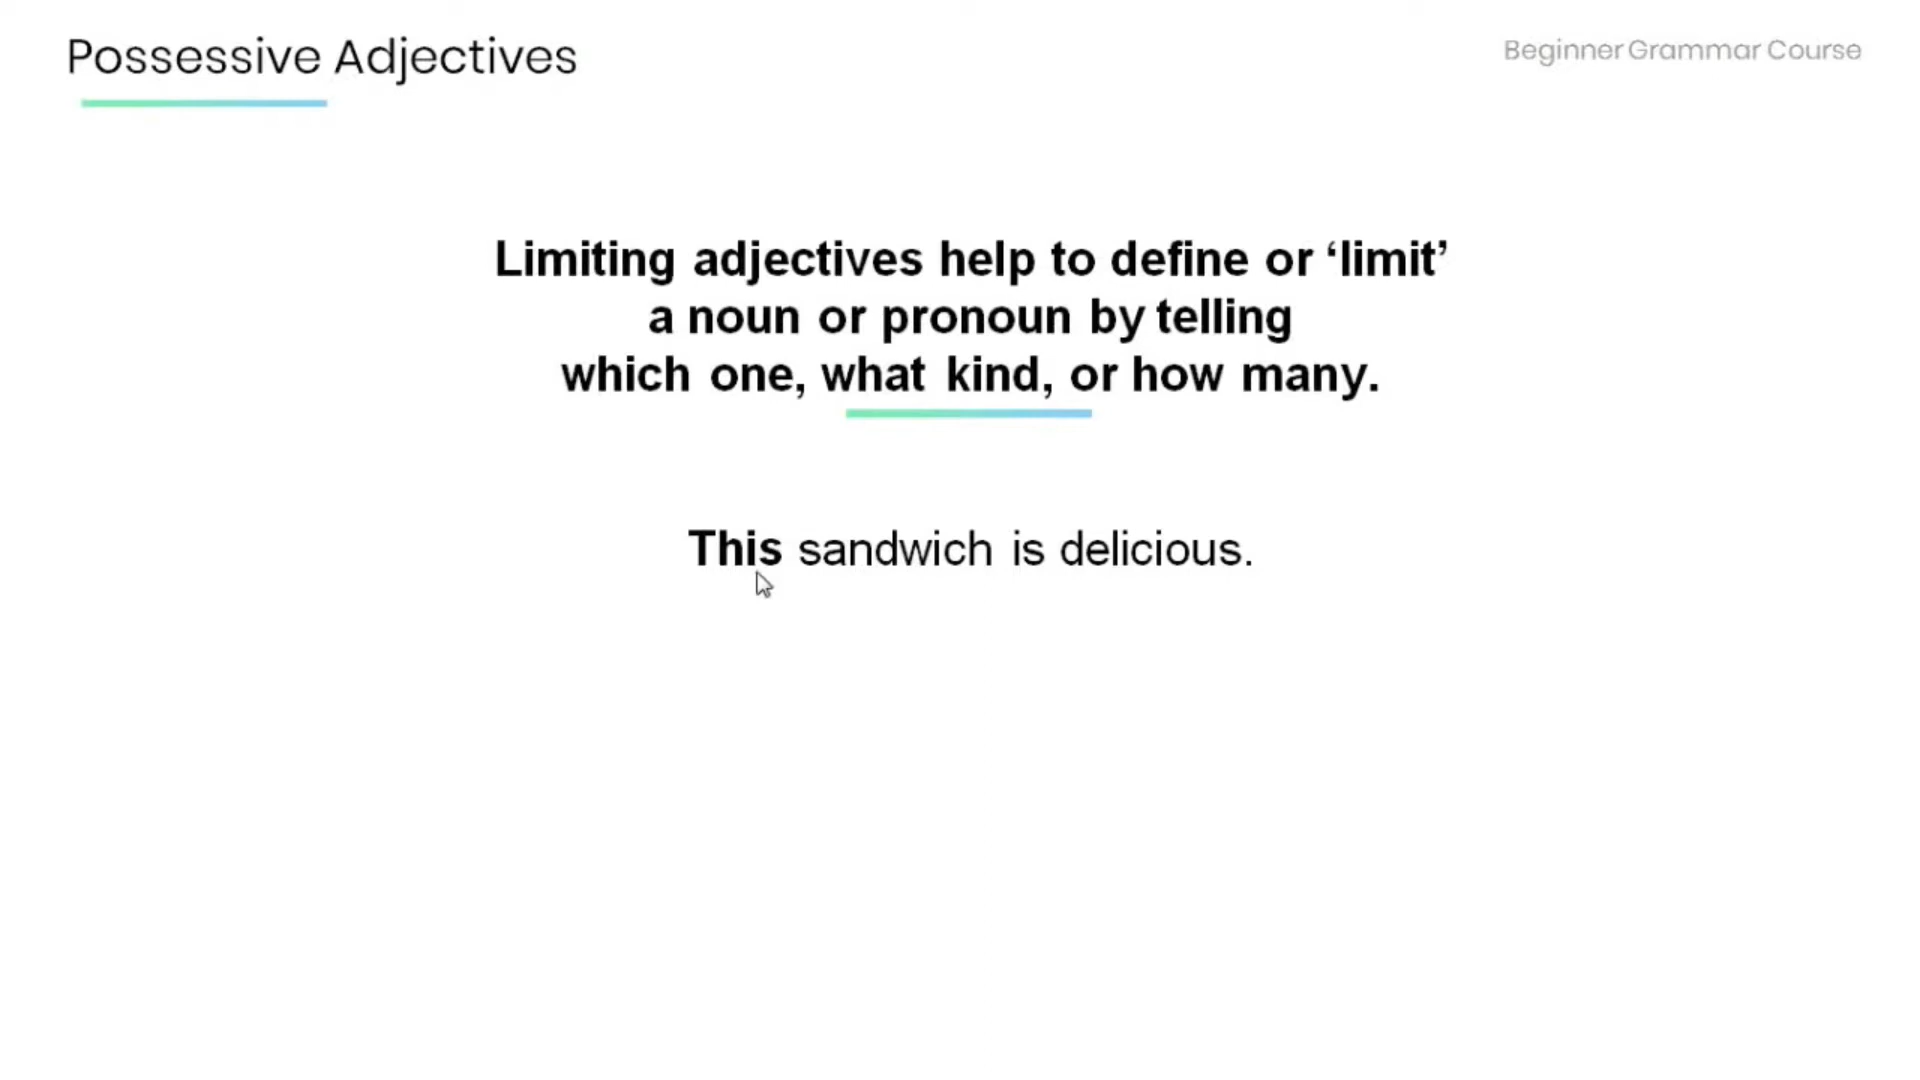 Possessive Adjectives
Beginner Grammar Course
Limiting adjectives help to define or ‘limit’
a noun or pronoun by telling
which one, what kind, or how many.
This sandwich is delicious.